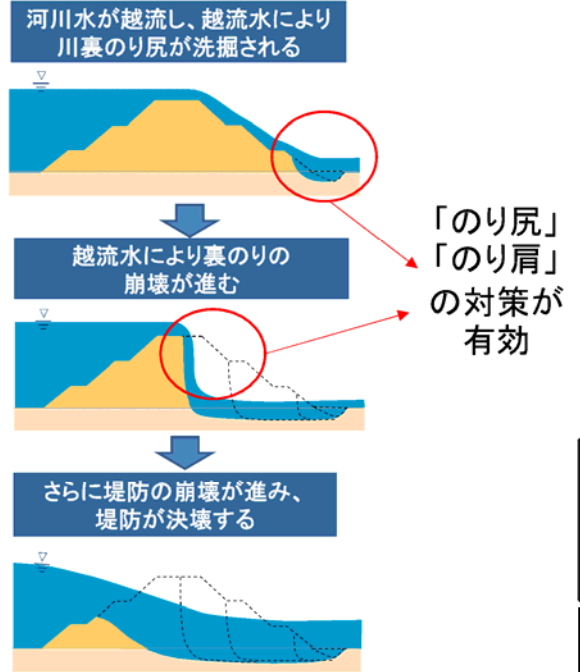 河川水が越流し、越流水により
川裏のり尻が洗掘される
越流水により裏のりの
崩壊が進む
「のり尻」
「のり肩」
の対策が
有効
さらに堤防の崩壊が進み、
堤防が決壊する